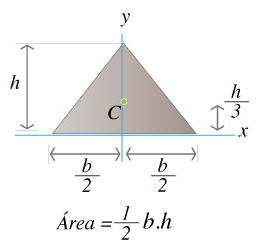 y
h
C
h/3
x
b/2
b/2
Área = 1/2 b.h